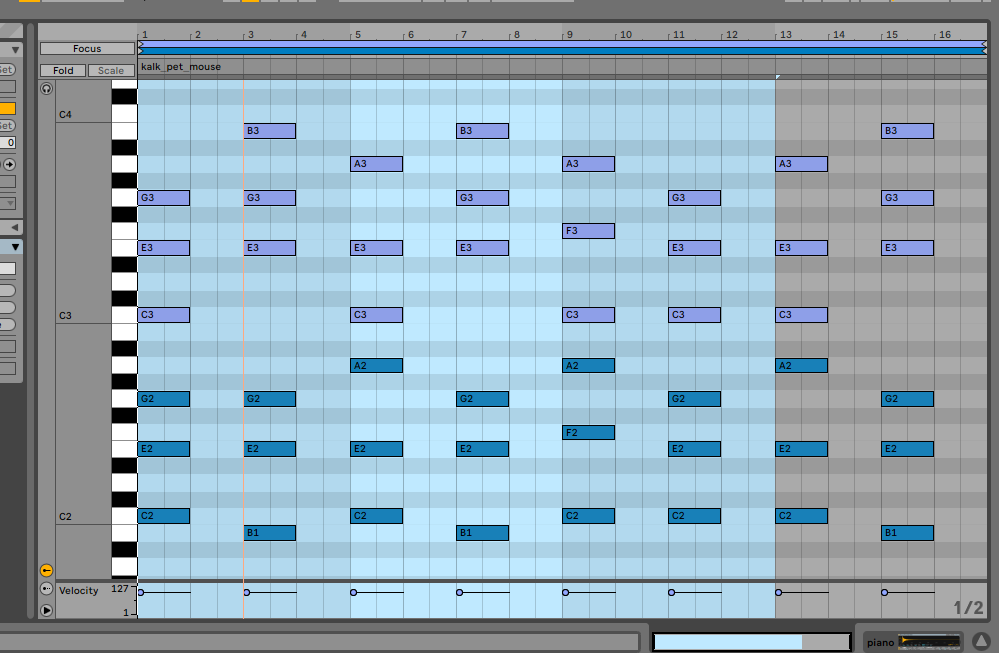 1 2 3 4 5 6 7 8 9 10 11 12 13 14 15 16
Focus
Fold Scale
kalk_pet_mouse
Set
C4
B3 B3 B3
Set
0
A3 A3 A3
G3 G3 G3 G3 G3
F3
E3 E3 E3 E3 E3 E3 E3
C3
C3 C3 C3 C3 C3
A2 A2 A2
G2 G2 G2 G2 G2
F2
E2 E2 E2 E2 E2 E2 E2
C2
C2 C2 C2 C2 C2
B1 B1 B1
Velocity 127
1
1/2
piano